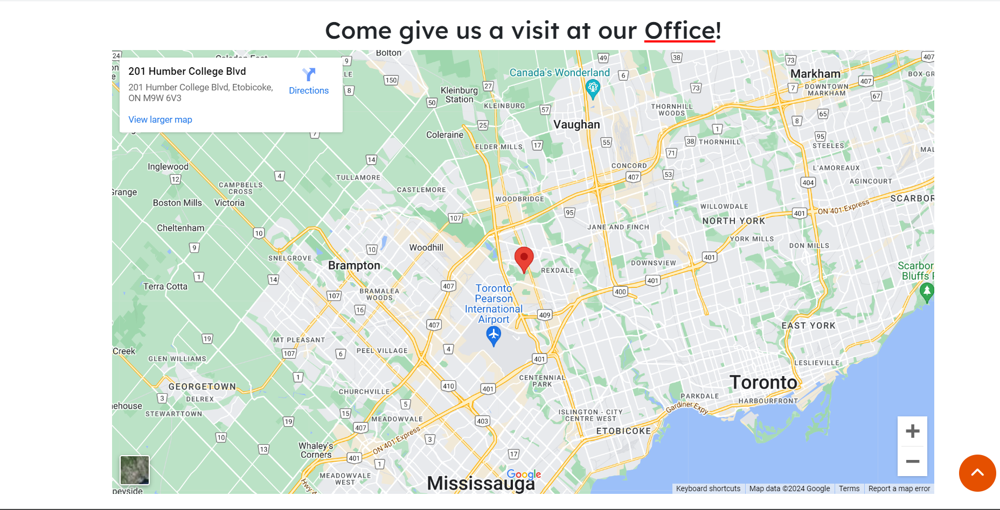 Come give us a visit at our Office!
201 Humber College Blvd
201 Humber College Blvd, Etobicoke,
ON M9W 6V3
Directions
View larger map
24
Bolton
9
49
38
73
407
Canada's Wonderland
6
Markham
BOX GR
150
8
27
Kleinburg
Station
50
KLEINBURG
57
73
7
407
DOWNTOWN
MARKHAM
67
THORNHILL
WOODS
65
25
Vaughan
8
1
7
Coleraine
ELDER MILLS
17
55
38
THORNHILL
95
STEELES
MAL
71
14
Inglewood
12
4
TULLAMORE
CONCORD
407
53
L'AMOREAUX
404
AGINCOURT
CAMPBELLS
CROSS
CASTLEMORE
Grange
Boston Mills
Victoria
WOODBRIDGE
SCARBOR
WILLOWDALE
ON 401 Express
107
95
401
NORTH YORK
Cheltenham
10
JANE AND FINCH
YORK MILLS
9
10
Woodhill
DON MILLS
SNELGROVE
Brampton
401
DOWNSVIEW
REXDALE
Scarbor
Bluffs P
1
14
Terra Cotta
407
401
400
107
BRAMALEA
WOODS
Toronto
Pearson
International
Airport
16
409
407
EAST YORK
19
MT PLEASANT
Creek
GLEN WILLIAMS
107
6
PEEL VILLAGE
4
401
LESLIEVILLE
1
CENTENNIAL
PARK
Toronto
GEORGETOWN
410
401
CHURCHVILLE
3
DELREX
PARKDALE
HARBOURFRONT
ehouse
5
Gardiner Expy
STEWARTTOWN
15
ISLINGTON - CITY
CENTRE WEST
19
MEADOWVALE
403
407
ETOBICOKE
10
ON 401 Express
3
13
Whaley's
Corners
401
1
17
MEADOWVALE
WEST
Google
Mississauga
Hwy 4
peyside
Keyboard shortcuts
Map data ©2024 Google
Terms
Report a map error